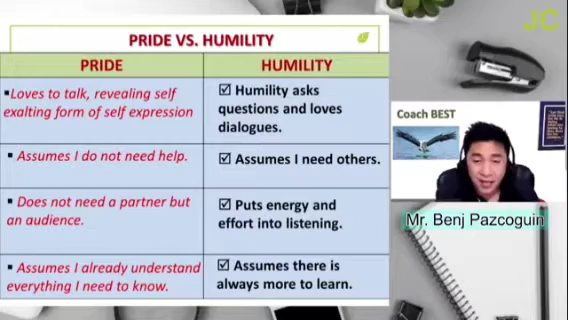 JC
PRIDE VS. HUMILITY
PRIDE
HUMILITY
▪Loves to talk, revealing self
exalting form of self expression
☑ Humility asks
questions and loves
dialogues.
▪ Assumes I do not need help.
☑ Assumes I need others.
▪ Does not need a partner but
an audience.
☑ Puts energy and
effort into listening.
▪ Assumes I already understand
everything I need to know.
☑ Assumes there is
always more to learn.
Coach BEST
Mr. Benj Pazcoguin